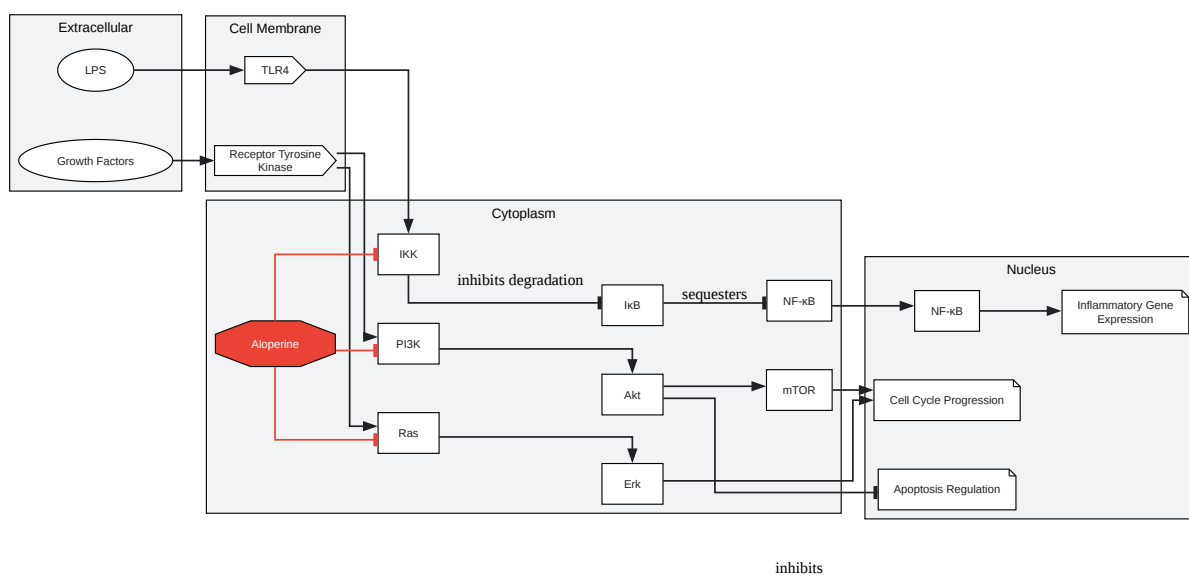 Extracellular
Cell Membrane
LPS
TLR4
Growth Factors
Receptor Tyrosine
Kinase
Cytoplasm
IKK
inhibits degradation
IκB
sequesters
NF-κB
Aloperine
PI3K
Akt
mTOR
Ras
Erk
Nucleus
NF-κB
Inflammatory Gene
Expression
Cell Cycle Progression
Apoptosis Regulation
inhibits